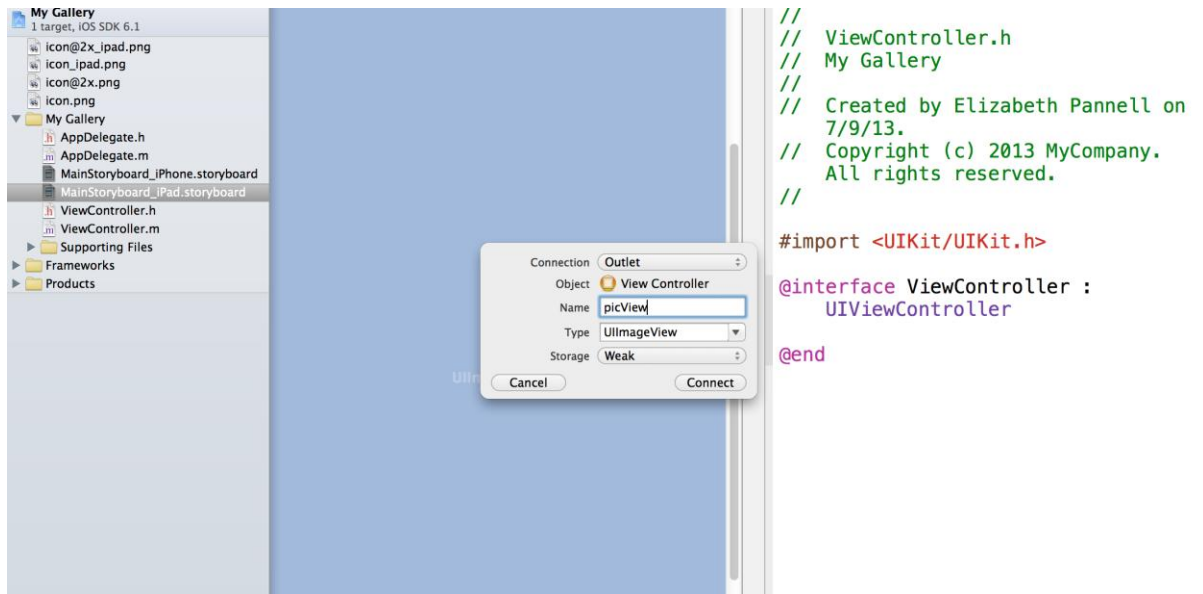 My Gallery
1 target, iOS SDK 6.1
icon@2x_ipad.png
icon_ipad.png
icon@2x.png
icon.png
My Gallery
AppDelegate.h
AppDelegate.m
MainStoryboard_iPhone.storyboard
MainStoryboard_iPad.storyboard
ViewController.h
ViewController.m
Supporting Files
Frameworks
Products
UIIm
Connection Outlet
Object View Controller
Name picView
Type UIImageView
Storage Weak
Cancel Connect
//
// ViewController.h
// My Gallery
//
// Created by Elizabeth Pannell on
7/9/13.
// Copyright (c) 2013 MyCompany.
All rights reserved.
//
#import <UIKit/UIKit.h>
@interface ViewController :
UIViewController
@end